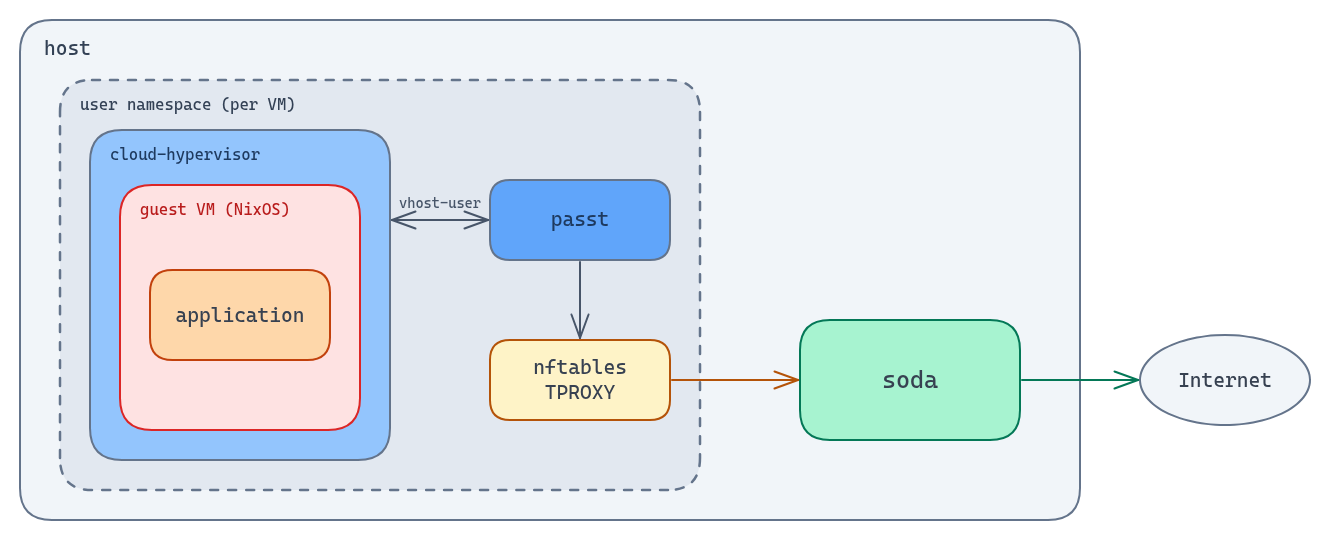 host
user namespace (per VM)
cloud-hypervisor
guest VM (NixOS)
application
vhost-user
passt
nftables
TPROXY
soda
Internet